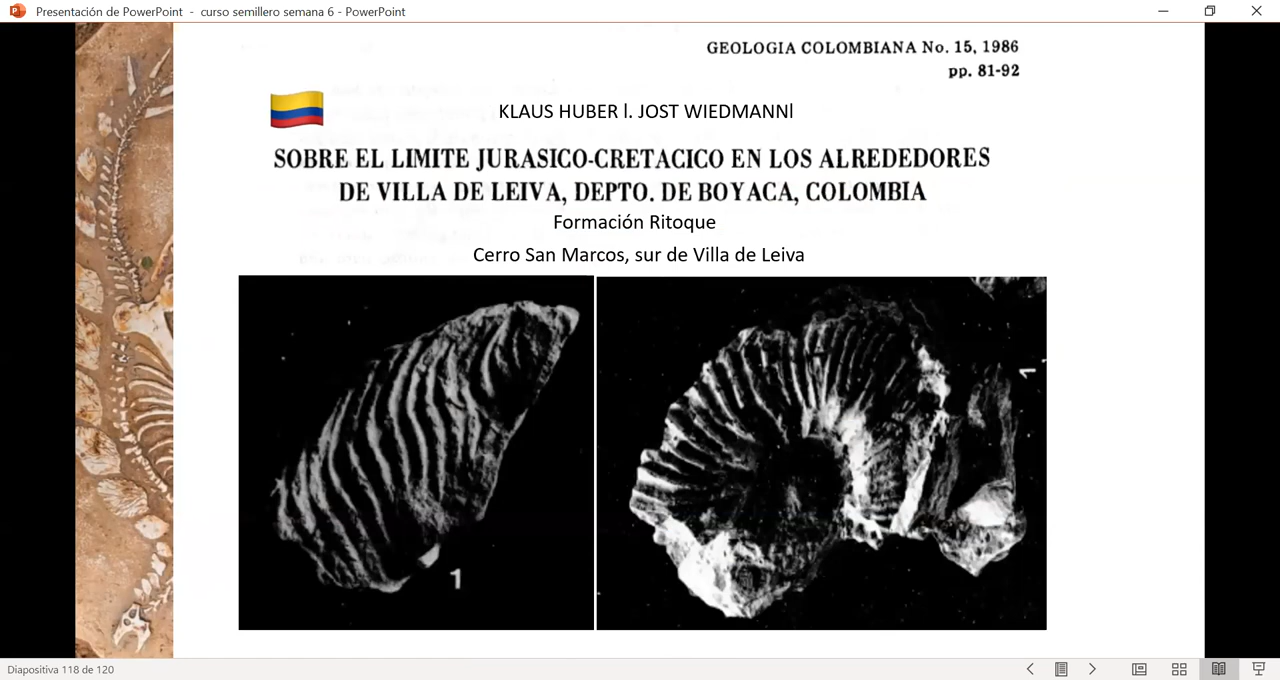 Presentación de PowerPoint - curso semillero semana 6 - PowerPoint
GEOLOGIA COLOMBIANA No. 15, 1986
pp. 81-92
KLAUS HUBER l. JOST WIEDMANNl
SOBRE EL LIMITE JURASICO-CRETACICO EN LOS ALREDEDORES
DE VILLA DE LEIVA, DEPTO. DE BOYACA, COLOMBIA
Formación Ritoque
Cerro San Marcos, sur de Villa de Leiva
1
1
Diapositiva 118 de 120